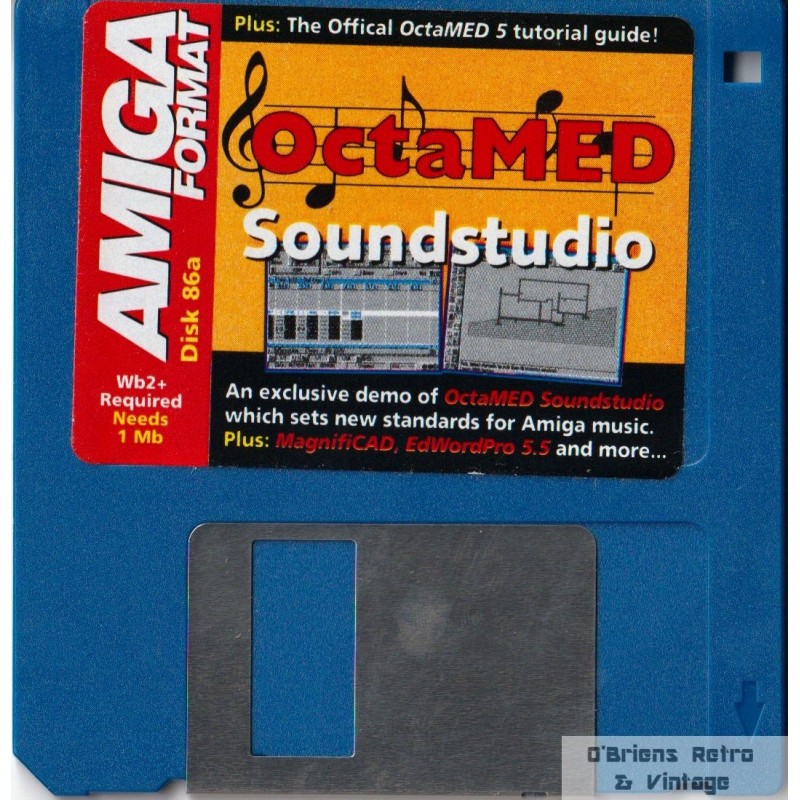 Plus: The Offical OctaMED 5 tutorial guide!
AMIGA
FORMAT
Disk 86a
OctaMED
Soundstudio
Wb2+
Required
Needs
1 Mb
An exclusive demo of OctaMED Soundstudio
which sets new standards for Amiga music.
Plus: MagnifiCAD, EdWordPro 5.5 and more...
O'Briens Retro
& Vintage